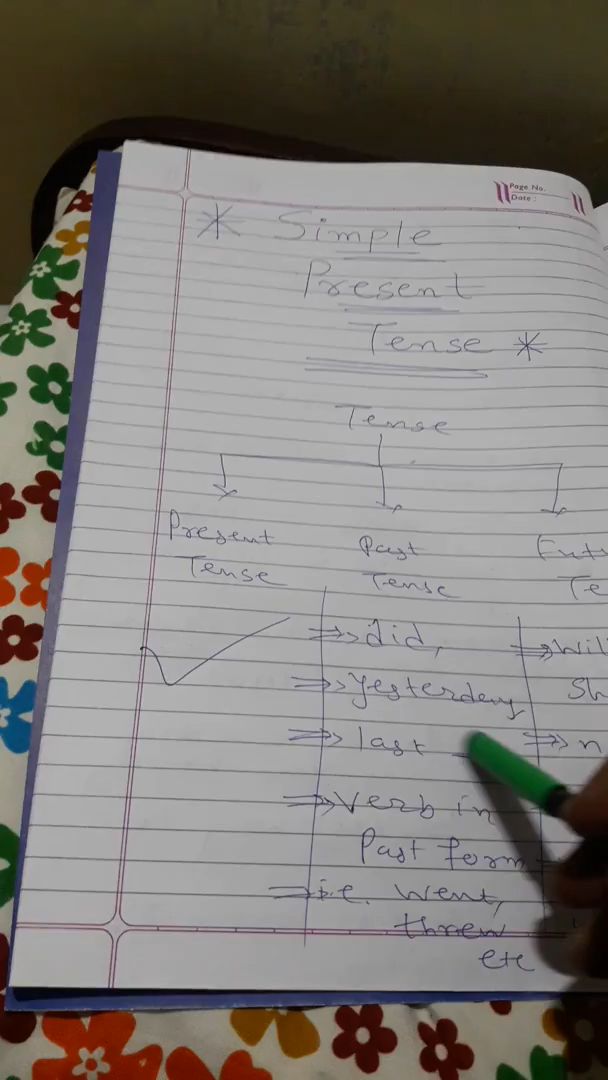 Page No.
Date :
* Simple
Present
Tense *
Tense
Present Tense
Past Tense
⇒ did,
⇒ yesterday
⇒ last _
⇒ Verb in
Past form
⇒ i.e. went,
threw
etc